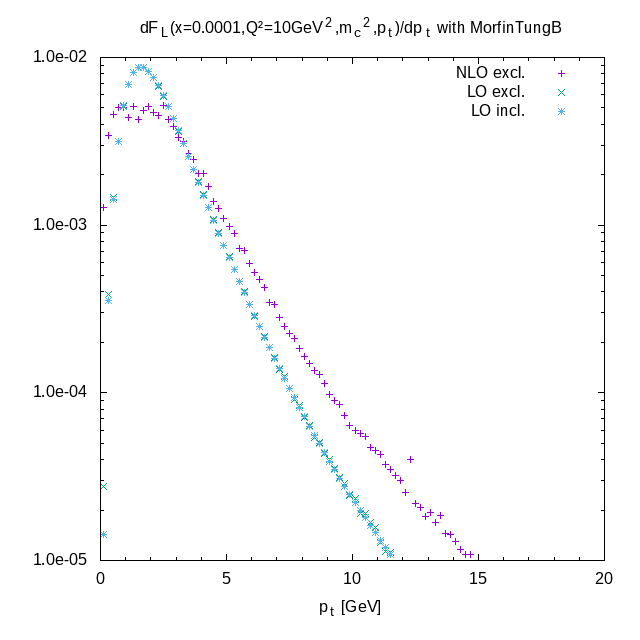 dF_L(x=0.0001,Q²=10GeV²,m_c²,p_t)/dp_t with MorfinTungB
NLO excl.
LO excl.
LO incl.
1.0e-02
1.0e-03
1.0e-04
1.0e-05
0 5 10 15 20
p_t [GeV]